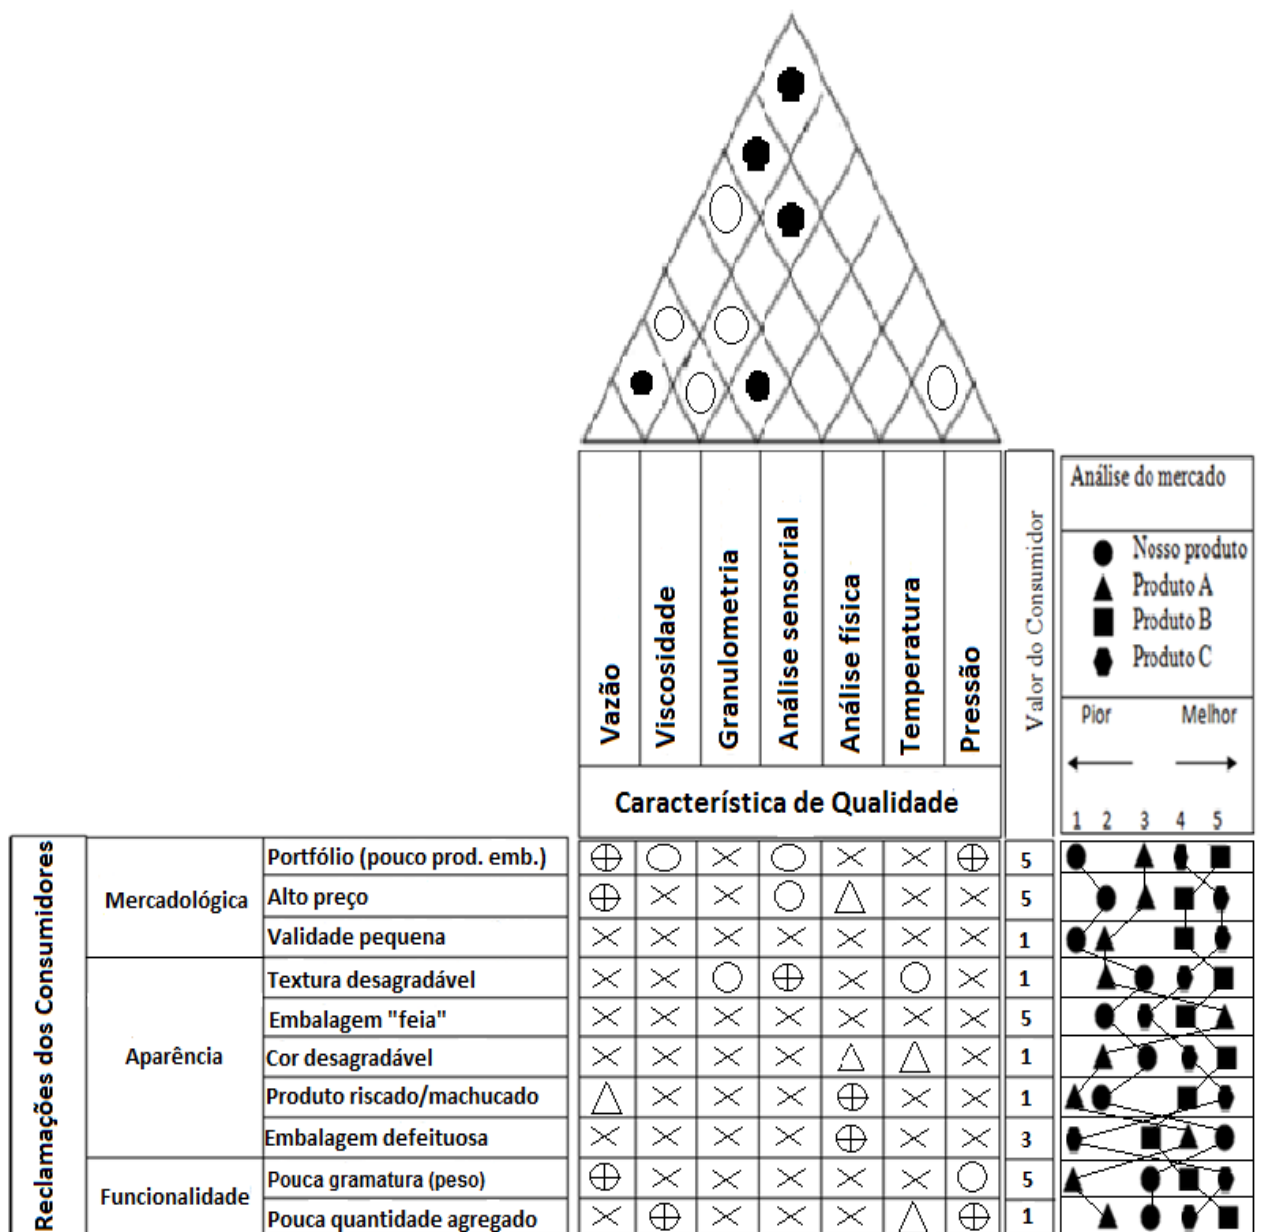 Vazão
Viscosidade
Granulometria
Análise sensorial
Análise física
Temperatura
Pressão
Valor do Consumidor
Análise do mercado
Nosso produto
Produto A
Produto B
Produto C
Pior Melhor
1 2 3 4 5
Característica de Qualidade
Reclamações dos Consumidores
Mercadológica
Portfólio (pouco prod. emb.) 5
Alto preço 5
Validade pequena 1
Aparência
Textura desagradável 1
Embalagem "feia" 5
Cor desagradável 1
Produto riscado/machucado 1
Embalagem defeituosa 3
Funcionalidade
Pouca gramatura (peso) 5
Pouca quantidade agregado 1